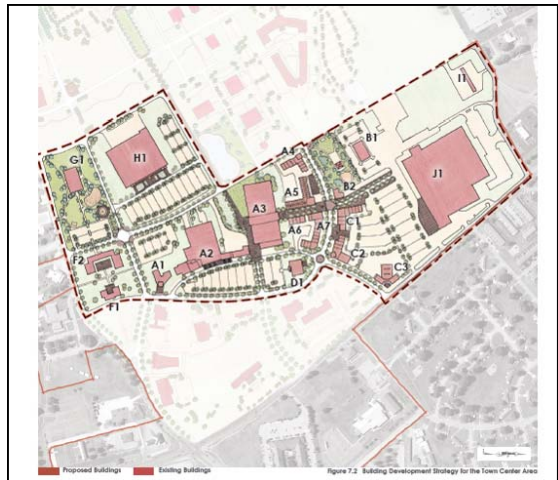 I1
G1
H1
B1
A4
J1
A5
B2
A3
C1
A6
A7
F2
A2
C2
A1
C3
D1
F1
Proposed Buildings Existing Buildings Figure 7.2 Building Development Strategy for the Town Center Area